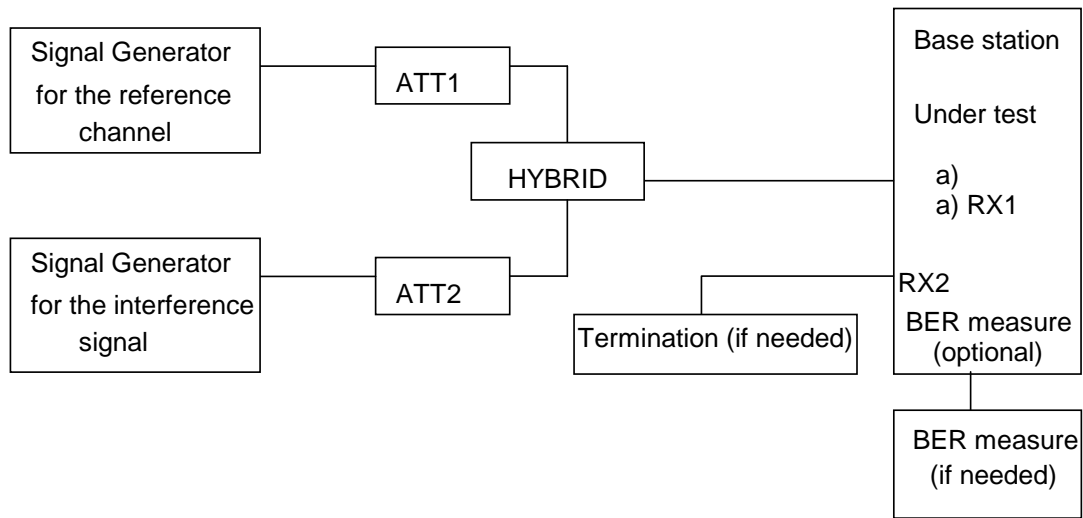 Signal Generator
for the reference
channel
ATT1
HYBRID
Signal Generator
for the interference
signal
ATT2
Termination (if needed)
Base station
Under test
a)
a) RX1
RX2
BER measure
(optional)
BER measure
(if needed)